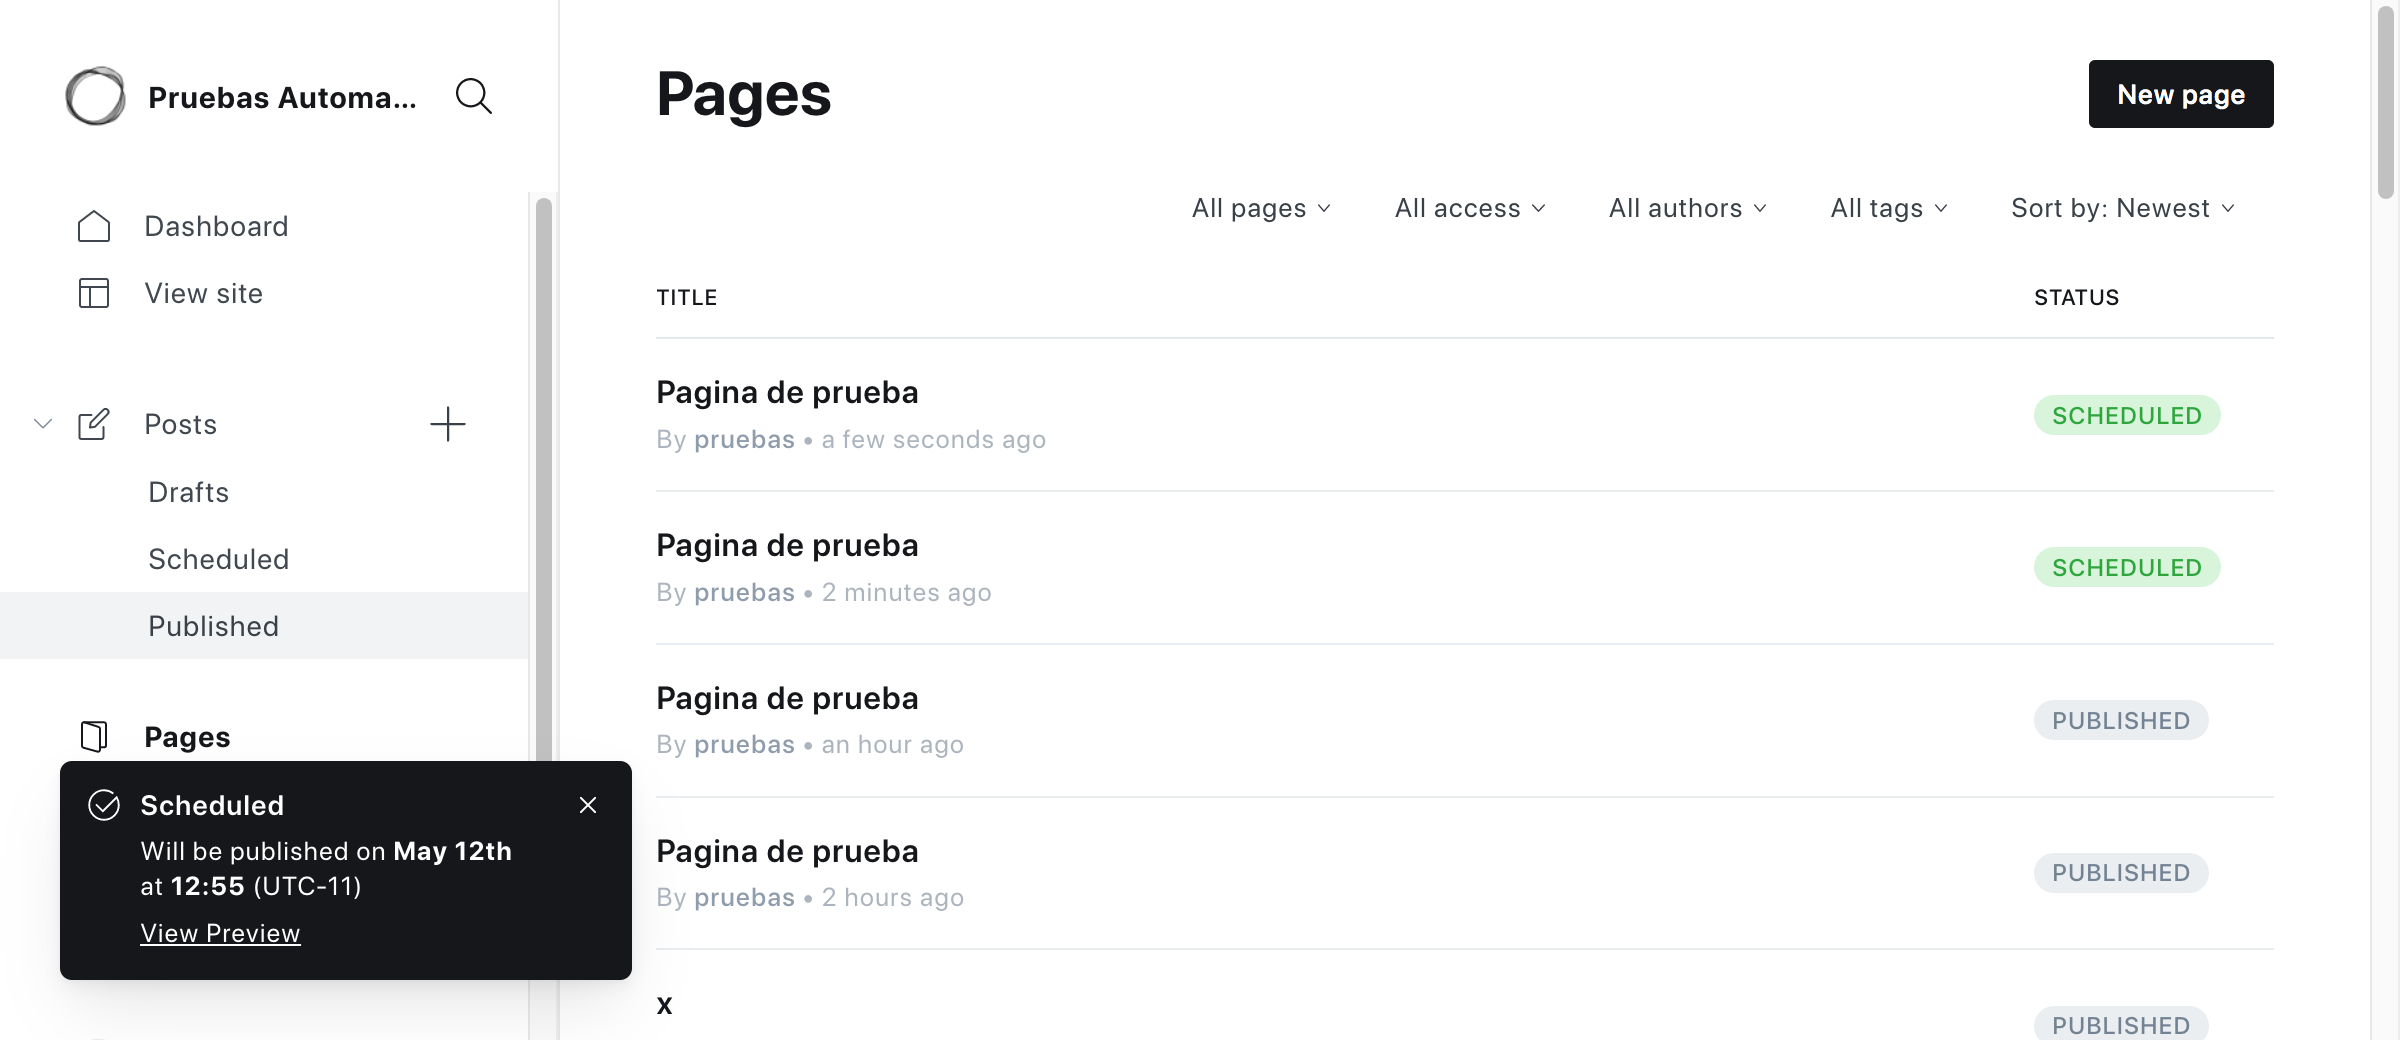 Pruebas Automa...
Dashboard
View site
Posts
Drafts
Scheduled
Published
Pages
Scheduled
Will be published on May 12th
at 12:55 (UTC-11)
View Preview
Pages
New page
All pages
All access
All authors
All tags
Sort by: Newest
TITLE
STATUS
Pagina de prueba
SCHEDULED
By pruebas • a few seconds ago
Pagina de prueba
SCHEDULED
By pruebas • 2 minutes ago
Pagina de prueba
PUBLISHED
By pruebas • an hour ago
Pagina de prueba
PUBLISHED
By pruebas • 2 hours ago
x
PUBLISHED